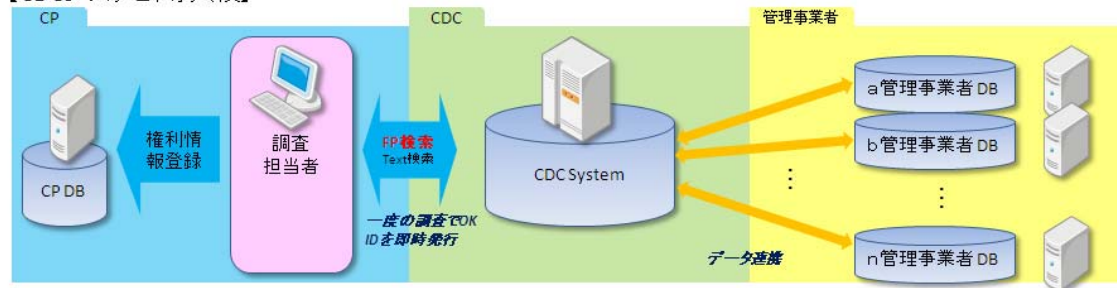 CP
CDC
管理事業者
CP DB
権利情
報登録
調査
担当者
FP検索
Text検索
一度の調査でOK
IDを即時発行
CDC System
データ連携
a管理事業者 DB
b管理事業者 DB
⋮
⋮
n管理事業者 DB